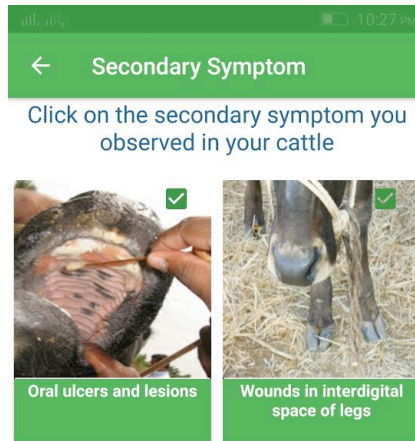 10:27 PM
Secondary Symptom
Click on the secondary symptom you
observed in your cattle
Oral ulcers and lesions
Wounds in interdigital
space of legs